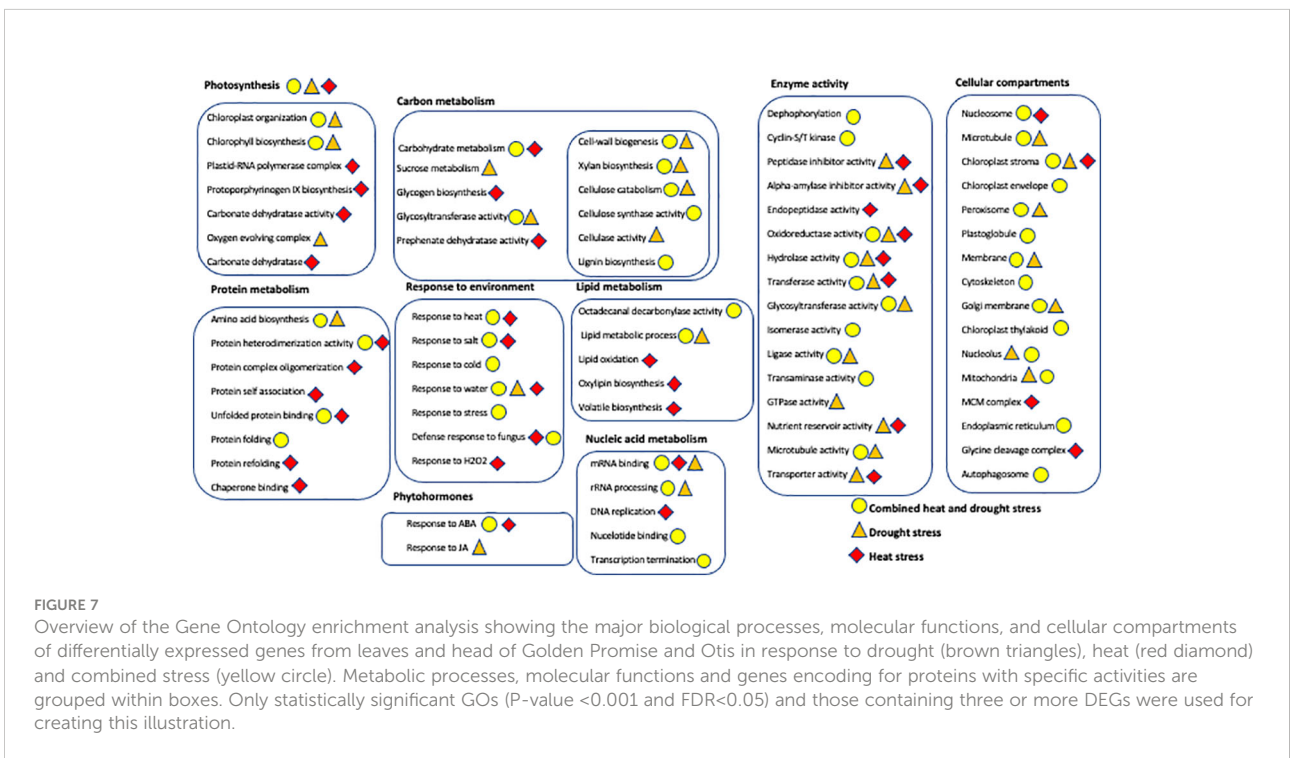 Photosynthesis
Chloroplast organization
Chlorophyll biosynthesis
Plastid-RNA polymerase complex
Protoporphyrinogen IX biosynthesis
Carbonate dehydratase activity
Oxygen evolving complex
Carbonate dehydratase
Carbon metabolism
Carbohydrate metabolism
Sucrose metabolism
Glycogen biosynthesis
Glycosyltransferase activity
Prephenate dehydratase activity
Cell-wall biogenesis
Xylan biosynthesis
Cellulose catabolism
Cellulose synthase activity
Cellulase activity
Lignin biosynthesis
Protein metabolism
Amino acid biosynthesis
Protein heterodimerization activity
Protein complex oligomerization
Protein self association
Unfolded protein binding
Protein folding
Protein refolding
Chaperone binding
Response to environment
Response to heat
Response to salt
Response to cold
Response to water
Response to stress
Defense response to fungus
Response to H2O2
Phytohormones
Response to ABA
Response to JA
Lipid metabolism
Octadecanal decarbonylase activity
Lipid metabolic process
Lipid oxidation
Oxylipin biosynthesis
Volatile biosynthesis
Nucleic acid metabolism
mRNA binding
rRNA processing
DNA replication
Nucelotide binding
Transcription termination
Enzyme activity
Dephophorylation
Cyclin-S/T kinase
Peptidase inhibitor activity
Alpha-amylase inhibitor activity
Endopeptidase activity
Oxidoreductase activity
Hydrolase activity
Transferase activity
Glycosyltransferase activity
Isomerase activity
Ligase activity
Transaminase activity
GTPase activity
Nutrient reservoir activity
Microtubule activity
Transporter activity
Cellular compartments
Nucleosome
Microtubule
Chloroplast stroma
Chloroplast envelope
Peroxisome
Plastoglobule
Membrane
Cytoskeleton
Golgi membrane
Chloroplast thylakoid
Nucleolus
Mitochondria
MCM complex
Endoplasmic reticulum
Glycine cleavage complex
Autophagosome
Combined heat and drought stress
Drought stress
Heat stress
FIGURE 7
Overview of the Gene Ontology enrichment analysis showing the major biological processes, molecular functions, and cellular compartments
of differentially expressed genes from leaves and head of Golden Promise and Otis in response to drought (brown triangles), heat (red diamond)
and combined stress (yellow circle). Metabolic processes, molecular functions and genes encoding for proteins with specific activities are
grouped within boxes. Only statistically significant GOs (P-value <0.001 and FDR<0.05) and those containing three or more DEGs were used for
creating this illustration.